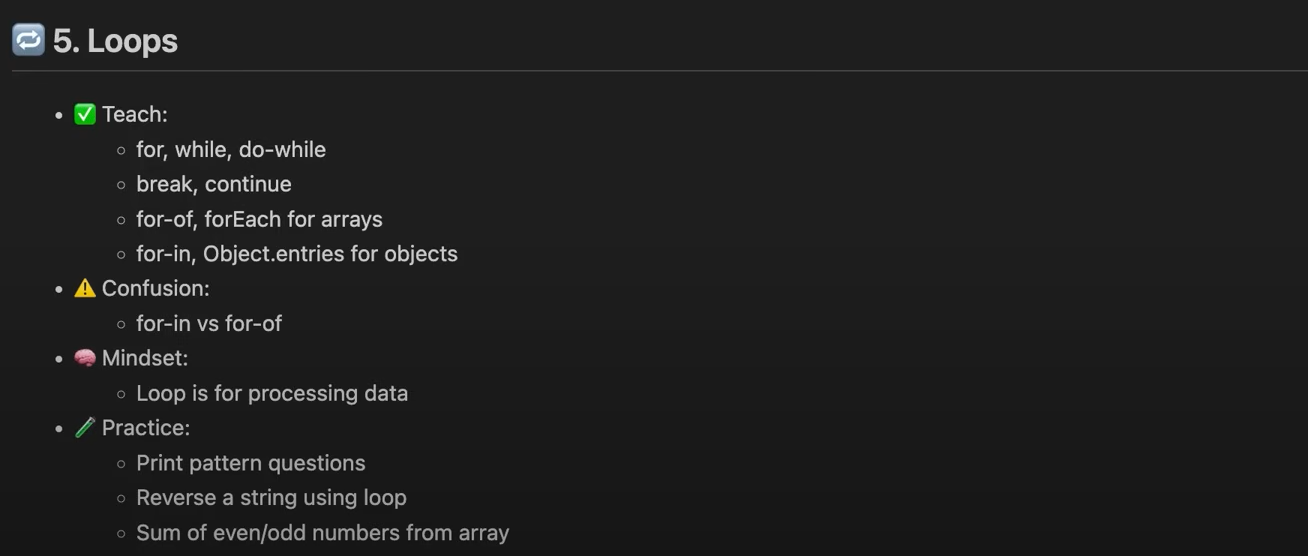 🔁 5. Loops
• ✅ Teach:
◦ for, while, do-while
◦ break, continue
◦ for-of, forEach for arrays
◦ for-in, Object.entries for objects
• ⚠️ Confusion:
◦ for-in vs for-of
• 🧠 Mindset:
◦ Loop is for processing data
• 🧪 Practice:
◦ Print pattern questions
◦ Reverse a string using loop
◦ Sum of even/odd numbers from array